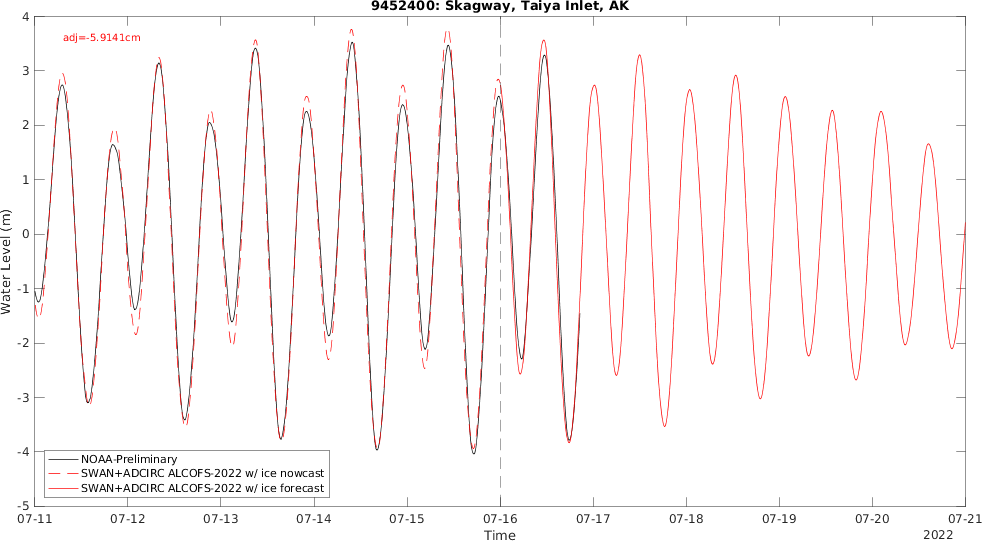 9452400: Skagway, Taiya Inlet, AK
adj=-5.9141cm
4
3
2
1
0
-1
-2
-3
-4
-5
Water Level (m)
NOAA-Preliminary
SWAN+ADCIRC ALCOFS-2022 w/ ice nowcast
SWAN+ADCIRC ALCOFS-2022 w/ ice forecast
07-11 07-12 07-13 07-14 07-15 07-16 07-17 07-18 07-19 07-20 07-21
Time
2022